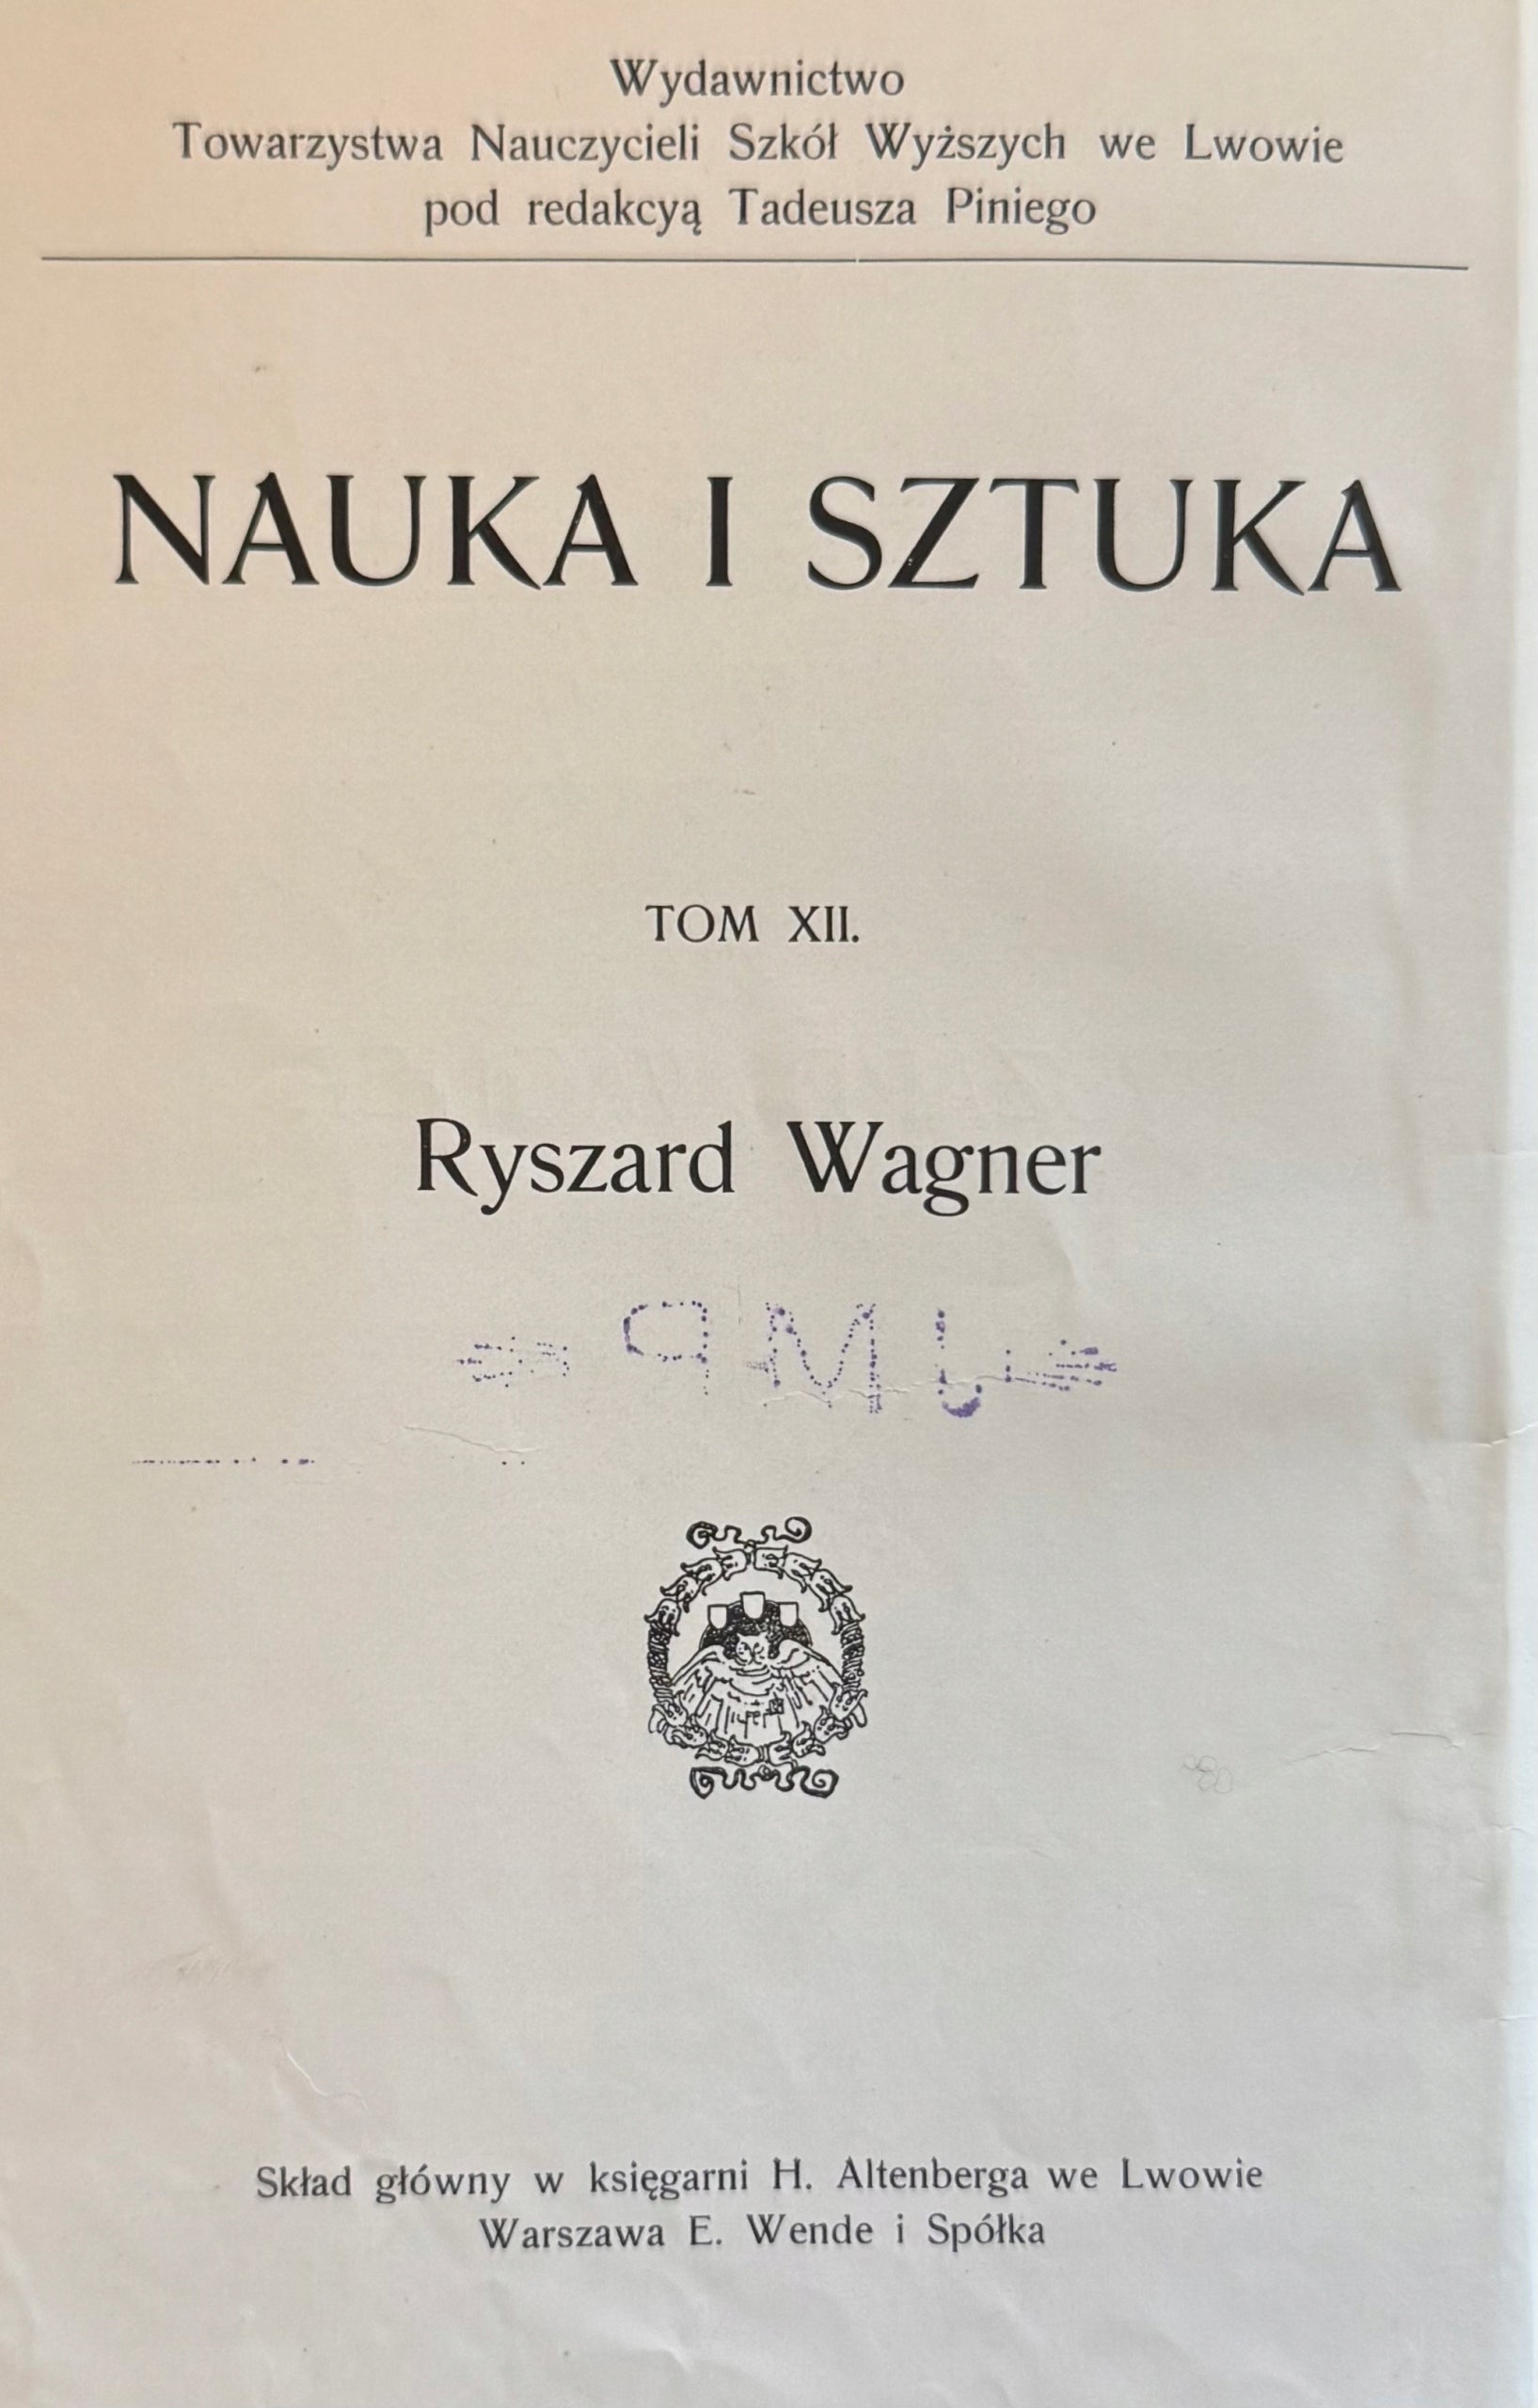 Wydawnictwo
Towarzystwa Nauczycieli Szkół Wyższych we Lwowie
pod redakcyą Tadeusza Piniego
NAUKA I SZTUKA
TOM XII.
Ryszard Wagner
Skład główny w księgarni H. Altenberga we Lwowie
Warszawa E. Wende i Spółka